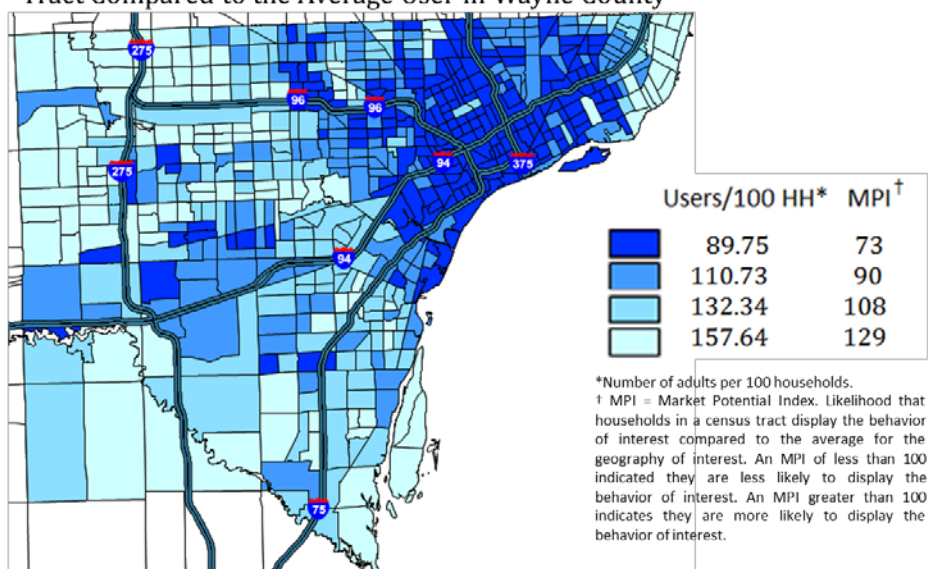 Tract Compared to the Average User in Wayne County
275
96
96
275
94
375
94
75
Users/100 HH* MPI†
89.75 73
110.73 90
132.34 108
157.64 129
*Number of adults per 100 households.
† MPI = Market Potential Index. Likelihood that
households in a census tract display the behavior
of interest compared to the average for the
geography of interest. An MPI of less than 100
indicated they are less likely to display the
behavior of interest. An MPI greater than 100
indicates they are more likely to display the
behavior of interest.